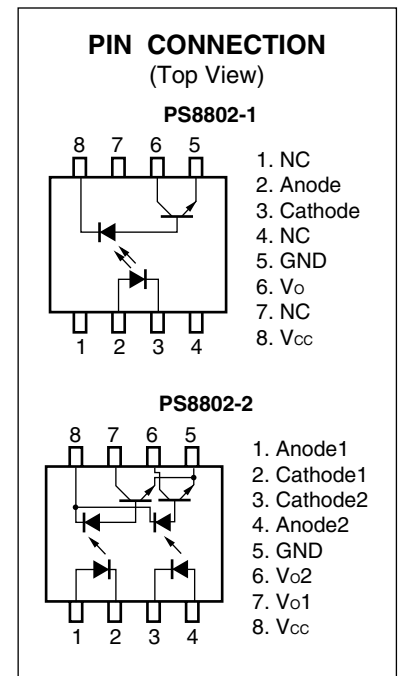 PIN CONNECTION
(Top View)
PS8802-1
8 7 6 5
1 2 3 4
1. NC
2. Anode
3. Cathode
4. NC
5. GND
6. Vo
7. NC
8. Vcc
PS8802-2
8 7 6 5
1 2 3 4
1. Anode1
2. Cathode1
3. Cathode2
4. Anode2
5. GND
6. Vo2
7. Vo1
8. Vcc